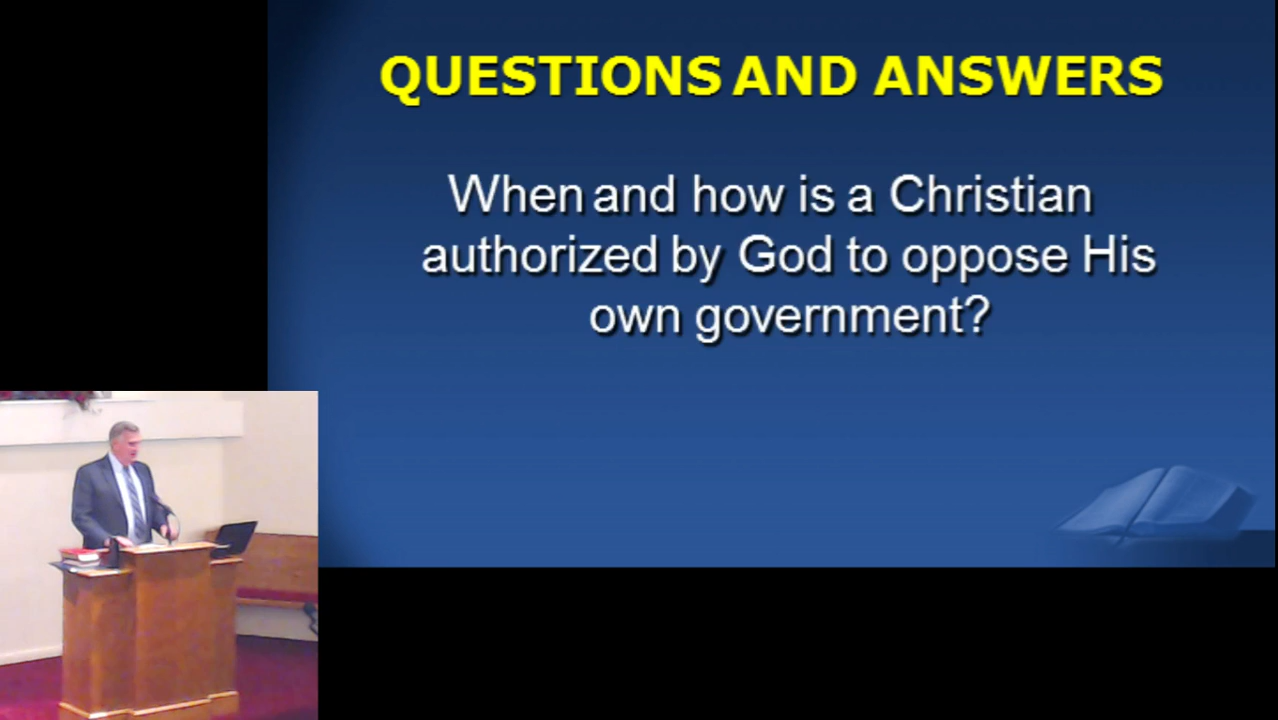 QUESTIONS AND ANSWERS
When and how is a Christian
authorized by God to oppose His
own government?